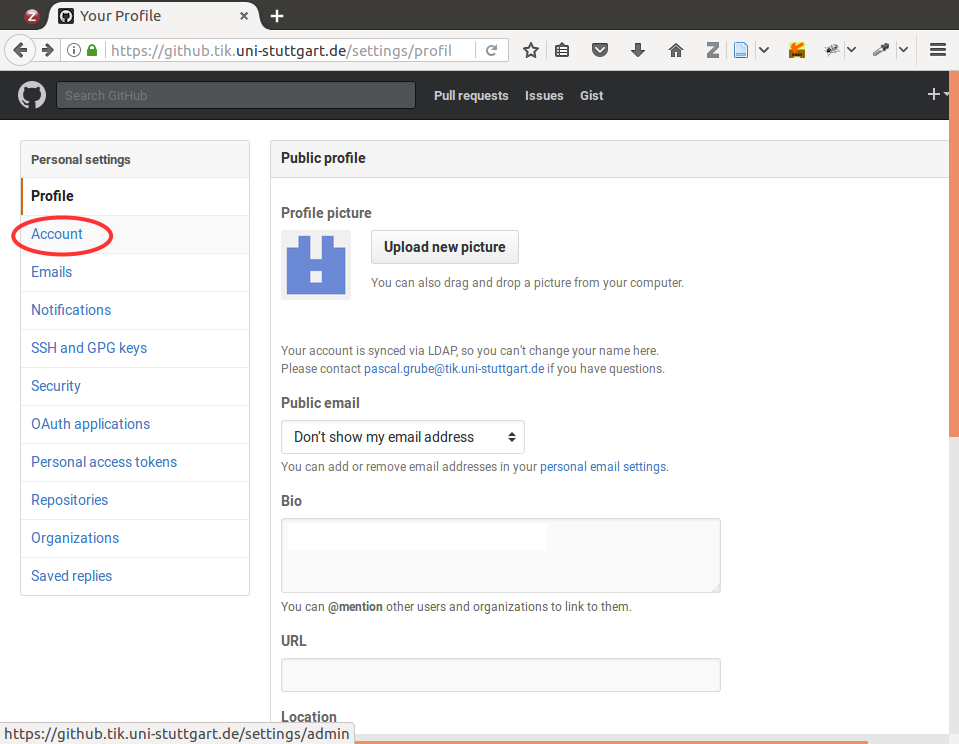 Your Profile
https://github.tik.uni-stuttgart.de/settings/profil
Search GitHub
Pull requests Issues Gist
Personal settings
Profile
Account
Emails
Notifications
SSH and GPG keys
Security
OAuth applications
Personal access tokens
Repositories
Organizations
Saved replies
Public profile
Profile picture
Upload new picture
You can also drag and drop a picture from your computer.
Your account is synced via LDAP, so you can’t change your name here.
Please contact pascal.grube@tik.uni-stuttgart.de if you have questions.
Public email
Don’t show my email address
You can add or remove email addresses in your personal email settings.
Bio
You can @mention other users and organizations to link to them.
URL
Location
https://github.tik.uni-stuttgart.de/settings/admin